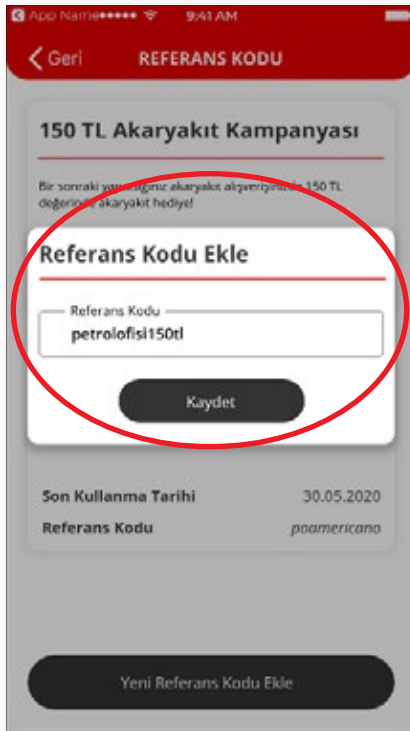 App Name 9:41 AM
Geri REFERANS KODU
150 TL Akaryakıt Kampanyası
Bir sonraki yapacağınız akaryakıt alışverişinizde 150 TL
değerinde akaryakıt hediye!
Referans Kodu Ekle
Referans Kodu
petrolofisi150tl
Kaydet
Son Kullanma Tarihi 30.05.2020
Referans Kodu poamericano
Yeni Referans Kodu Ekle